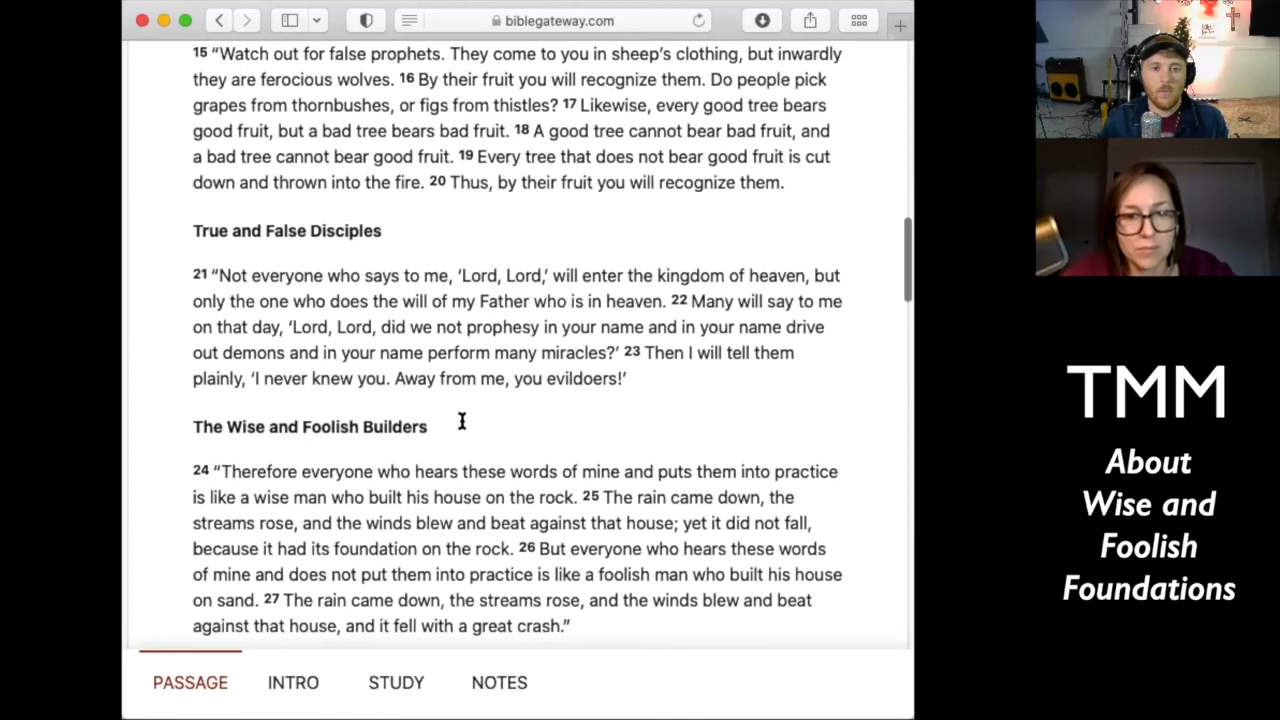 biblegateway.com
15 “Watch out for false prophets. They come to you in sheep’s clothing, but inwardly
they are ferocious wolves. 16 By their fruit you will recognize them. Do people pick
grapes from thornbushes, or figs from thistles? 17 Likewise, every good tree bears
good fruit, but a bad tree bears bad fruit. 18 A good tree cannot bear bad fruit, and
a bad tree cannot bear good fruit. 19 Every tree that does not bear good fruit is cut
down and thrown into the fire. 20 Thus, by their fruit you will recognize them.
True and False Disciples
21 “Not everyone who says to me, ‘Lord, Lord,’ will enter the kingdom of heaven, but
only the one who does the will of my Father who is in heaven. 22 Many will say to me
on that day, ‘Lord, Lord, did we not prophesy in your name and in your name drive
out demons and in your name perform many miracles?’ 23 Then I will tell them
plainly, ‘I never knew you. Away from me, you evildoers!’
The Wise and Foolish Builders
24 “Therefore everyone who hears these words of mine and puts them into practice
is like a wise man who built his house on the rock. 25 The rain came down, the
streams rose, and the winds blew and beat against that house; yet it did not fall,
because it had its foundation on the rock. 26 But everyone who hears these words
of mine and does not put them into practice is like a foolish man who built his house
on sand. 27 The rain came down, the streams rose, and the winds blew and beat
against that house, and it fell with a great crash.”
PASSAGE INTRO STUDY NOTES
TMM
About
Wise and
Foolish
Foundations